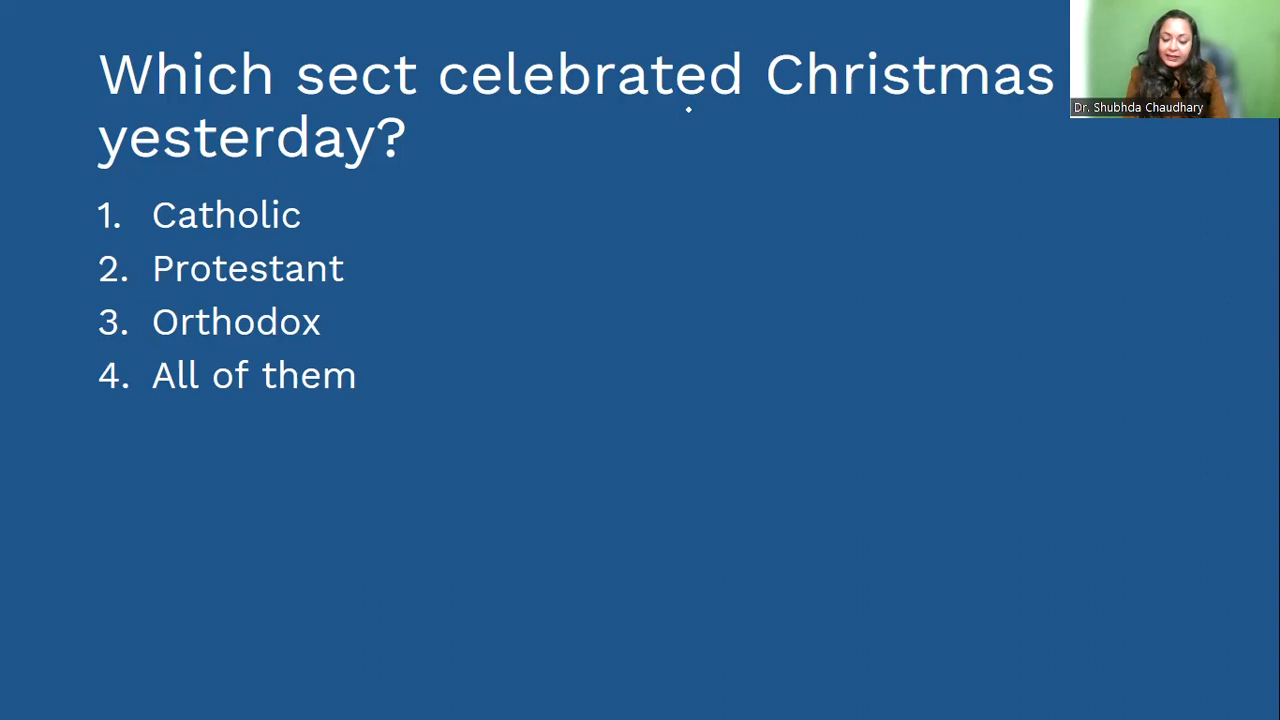 Which sect celebrated Christmas
yesterday?
1. Catholic
2. Protestant
3. Orthodox
4. All of them
Dr. Shubhda Chaudhary